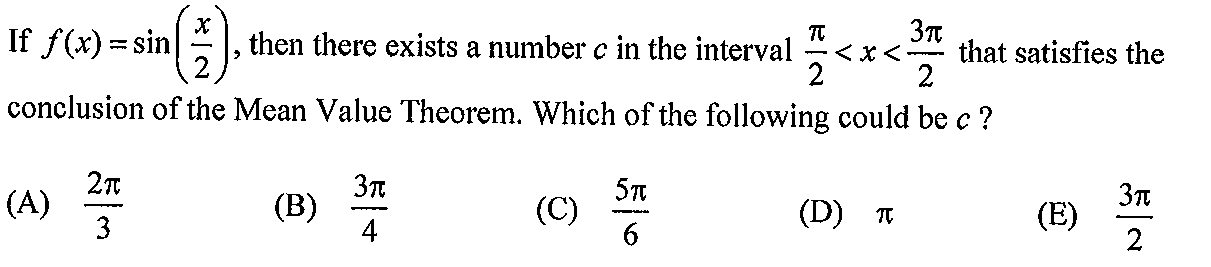 If f(x) = sin(x/2), then there exists a number c in the interval π/2 < x < 3π/2 that satisfies the
conclusion of the Mean Value Theorem. Which of the following could be c ?
(A) 2π/3 (B) 3π/4 (C) 5π/6 (D) π (E) 3π/2